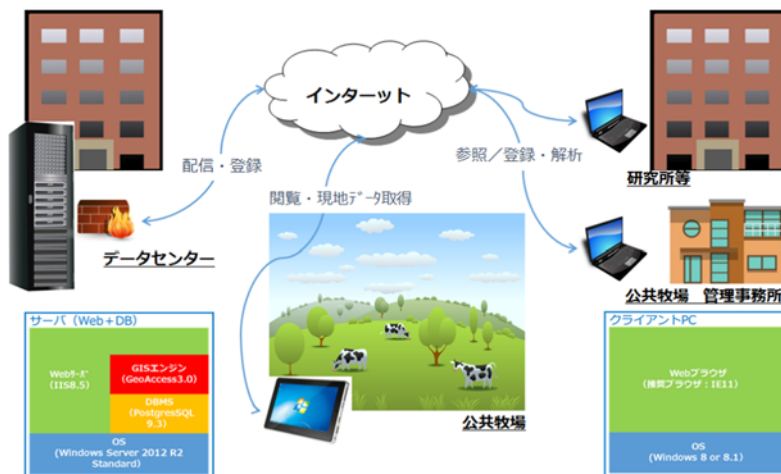 インターット
配信・登録
参照／登録・解析
閲覧・現地ﾃﾞｰﾀ取得
研究所等
データセンター
公共牧場　管理事務所
公共牧場
サーバ（Web＋DB）
Webｻｰﾊﾞ
(IIS8.5)
GISエンジン
(GeoAccess3.0)
DBMS
(PostgresSQL
9.3)
OS
(Windows Server 2012 R2
Standard)
クライアントPC
Webブラウザ
(推奨ブラウザ：IE11)
OS
(Windows 8 or 8.1)